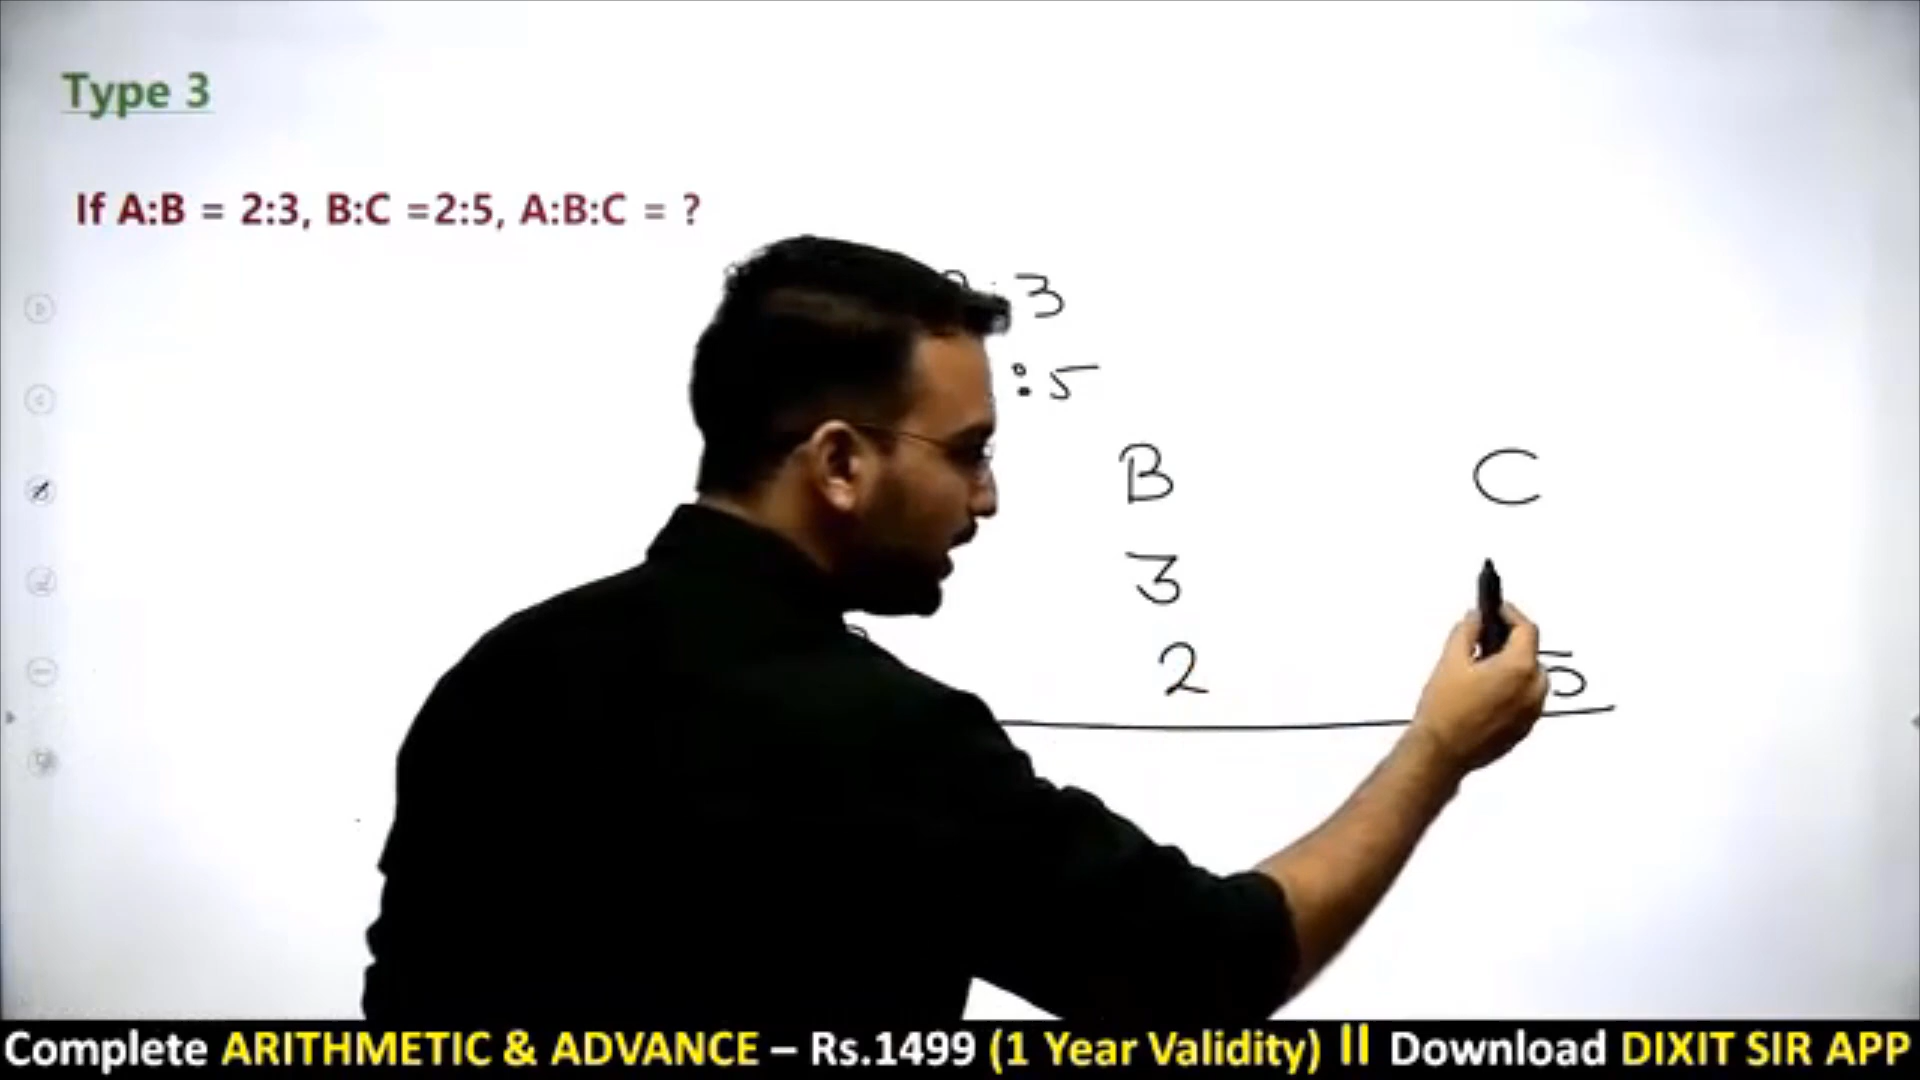 Type 3
If A:B = 2:3, B:C =2:5, A:B:C = ?
: 3
: 5
B C
3
2 5
Complete ARITHMETIC & ADVANCE – Rs.1499 (1 Year Validity) II Download DIXIT SIR APP